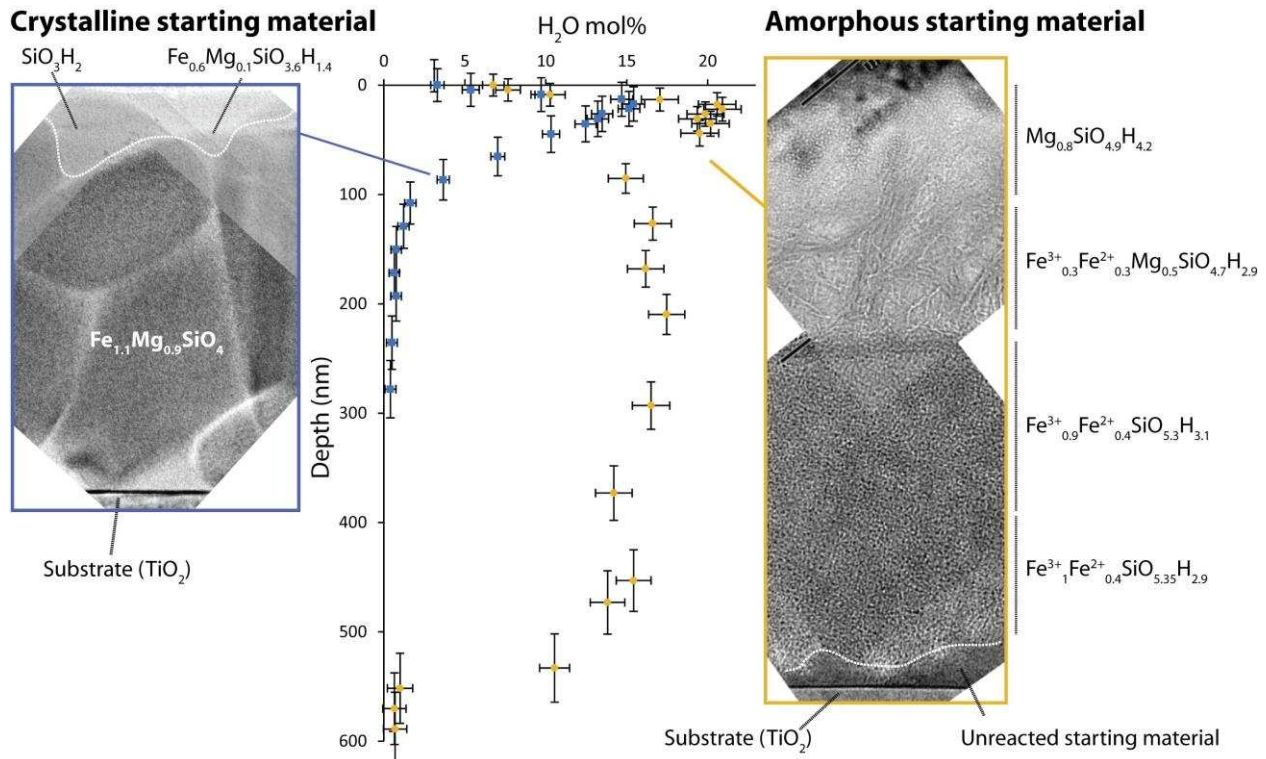 Crystalline starting material
SiO₃H₂
Fe₀.₆Mg₀.₁SiO₃.₆H₁.₄
Fe₁.₁Mg₀.₉SiO₄
Substrate (TiO₂)
H₂O mol%
0 5 10 15 20
0
100
200
300
400
500
600
Depth (nm)
Amorphous starting material
Mg₀.₈SiO₄.₉H₄.₂
Fe³⁺₀.₃Fe²⁺₀.₃Mg₀.₅SiO₄.₇H₂.₉
Fe³⁺₀.₉Fe²⁺₀.₄SiO₅.₃H₃.₁
Fe³⁺₁Fe²⁺₀.₄SiO₅.₃₅H₂.₉
Substrate (TiO₂)
Unreacted starting material